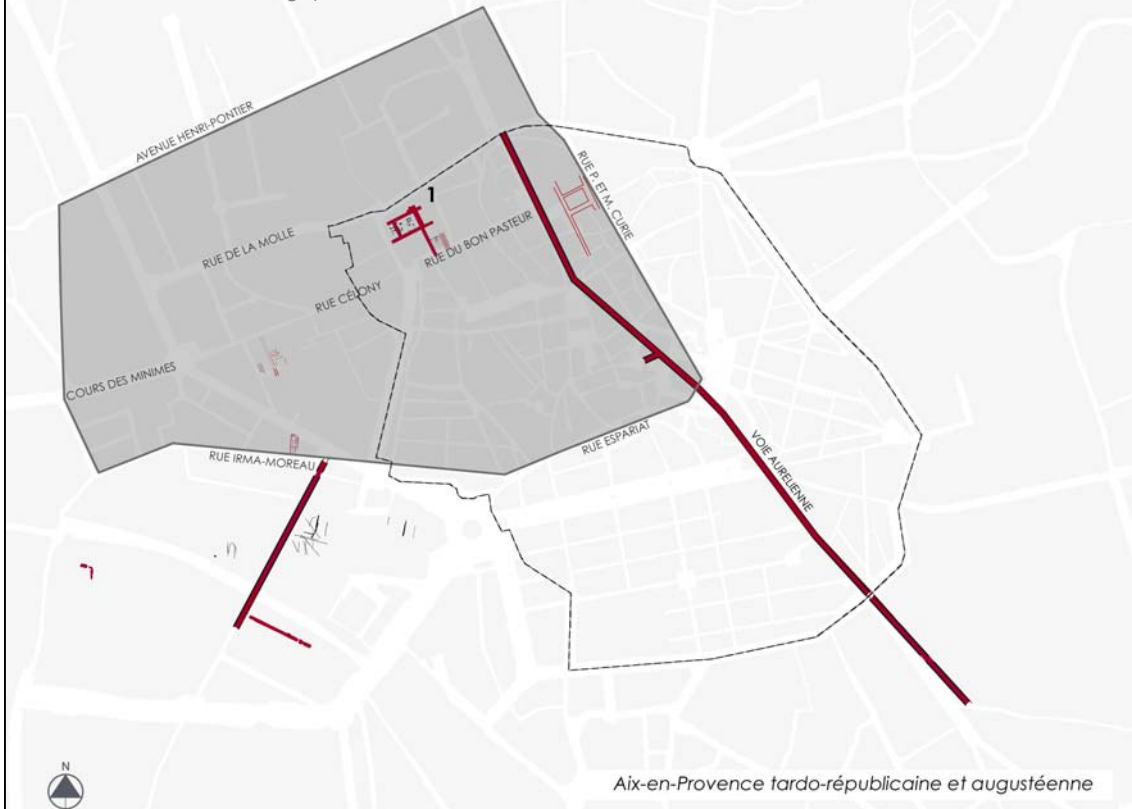 AVENUE HENRI-PONTIER
RUE P. ET M. CURIE
1
RUE DE LA MOLLE
RUE DU BON PASTEUR
RUE CÉLONY
COURS DES MINIMES
RUE ESPARIAT
RUE IRMA-MOREAU
VOIE AURELIENNE
N
Aix-en-Provence tardo-républicaine et augustéenne